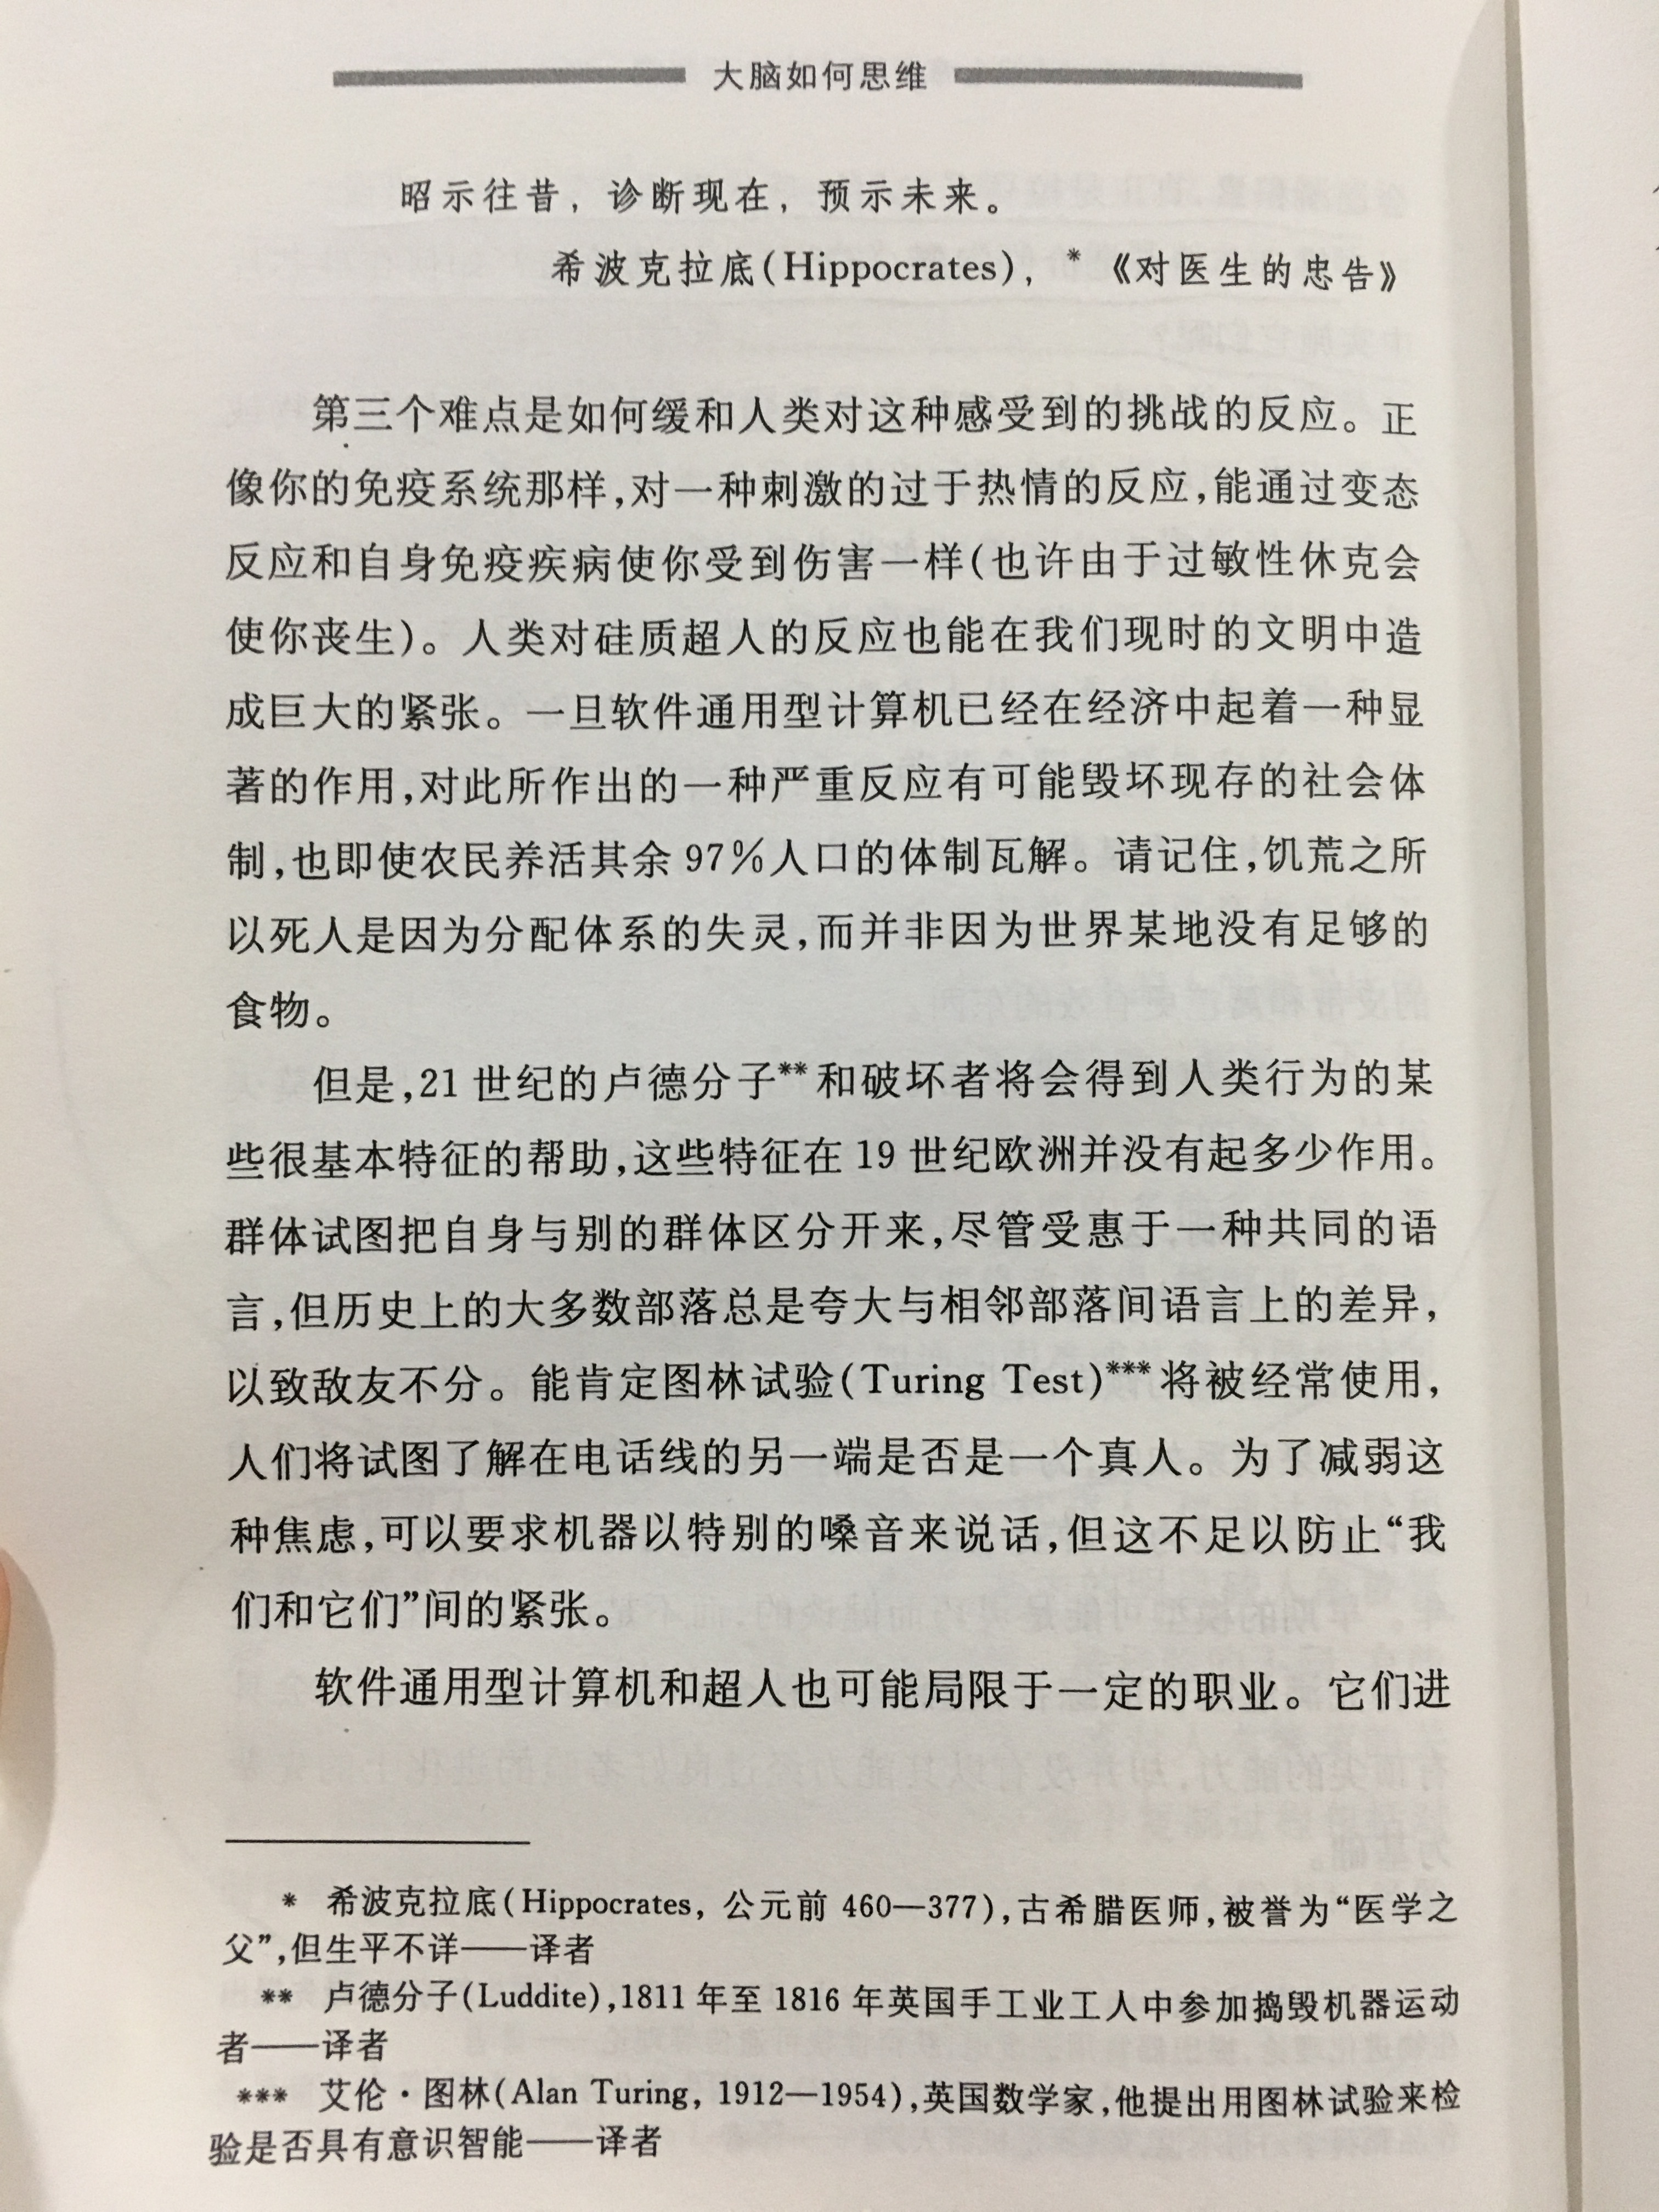 大脑如何思维
昭示往昔，诊断现在，预示未来。
希波克拉底(Hippocrates)，* 《对医生的忠告》
第三个难点是如何缓和人类对这种感受到的挑战的反应。正
像你的免疫系统那样,对一种刺激的过于热情的反应,能通过变态
反应和自身免疫疾病使你受到伤害一样(也许由于过敏性休克会
使你丧生)。人类对硅质超人的反应也能在我们现时的文明中造
成巨大的紧张。一旦软件通用型计算机已经在经济中起着一种显
著的作用,对此所作出的一种严重反应有可能毁坏现存的社会体
制,也即使农民养活其余 97%人口的体制瓦解。请记住,饥荒之所
以死人是因为分配体系的失灵,而并非因为世界某地没有足够的
食物。
但是,21 世纪的卢德分子**和破坏者将会得到人类行为的某
些很基本特征的帮助,这些特征在 19 世纪欧洲并没有起多少作用。
群体试图把自身与别的群体区分开来,尽管受惠于一种共同的语
言,但历史上的大多数部落总是夸大与相邻部落间语言上的差异,
以致敌友不分。能肯定图林试验(Turing Test)***将被经常使用,
人们将试图了解在电话线的另一端是否是一个真人。为了减弱这
种焦虑,可以要求机器以特别的嗓音来说话,但这不足以防止“我
们和它们”间的紧张。
软件通用型计算机和超人也可能局限于一定的职业。它们进
* 希波克拉底(Hippocrates, 公元前 460—377),古希腊医师,被誉为“医学之
父”,但生平不详——译者
** 卢德分子(Luddite),1811 年至 1816 年英国手工业工人中参加捣毁机器运动
者——译者
*** 艾伦·图林(Alan Turing, 1912—1954),英国数学家,他提出用图林试验来检
验是否具有意识智能——译者